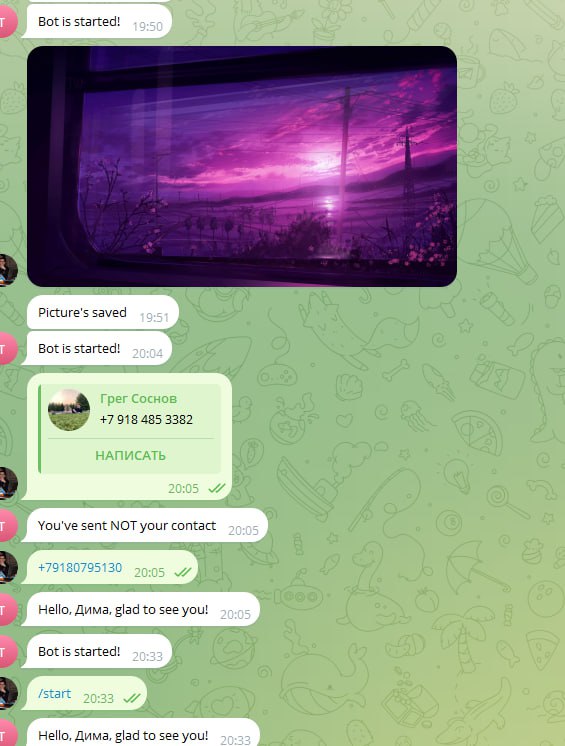 Bot is started! 19:50
Picture's saved 19:51
Bot is started! 20:04
Грег Соснов
+7 918 485 3382
НАПИСАТЬ
20:05
You've sent NOT your contact 20:05
+79180795130 20:05
Hello, Дима, glad to see you! 20:05
Bot is started! 20:33
/start 20:33
Hello, Дима, glad to see you! 20:33